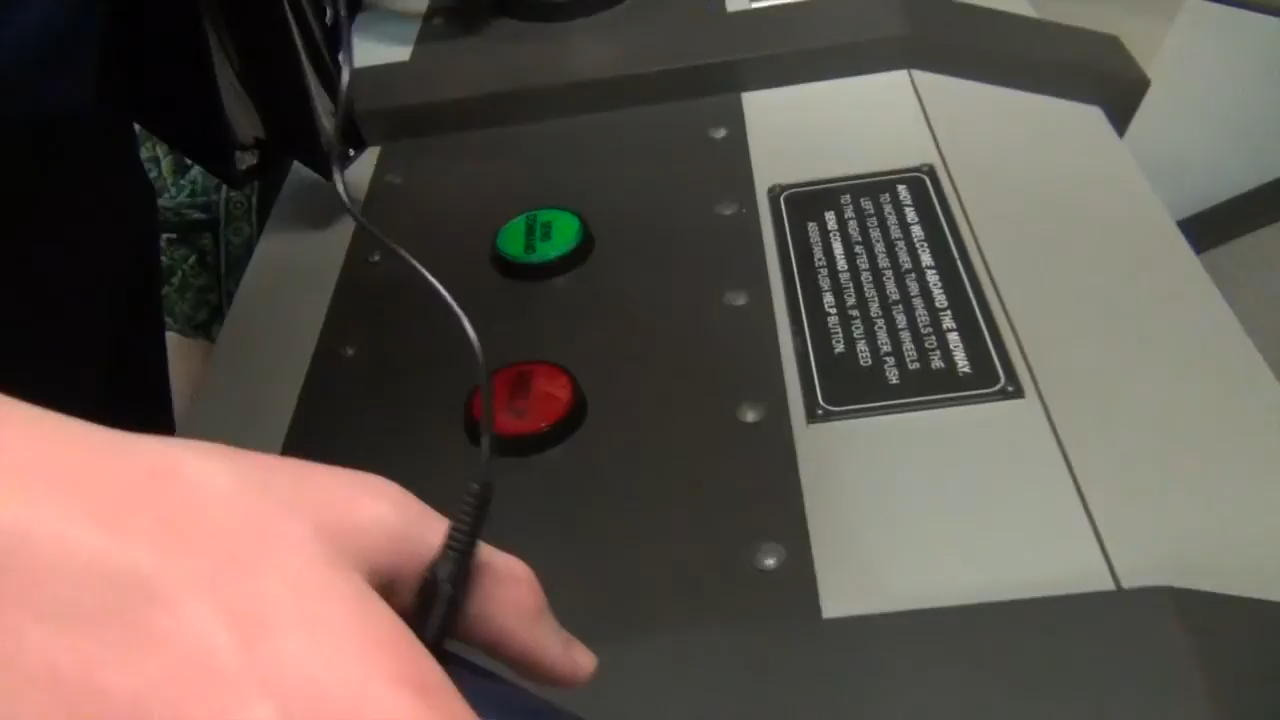 AHOY AND WELCOME ABOARD THE MIDWAY.
TO INCREASE POWER, TURN WHEELS TO THE
LEFT. TO DECREASE POWER, TURN WHEELS
TO THE RIGHT. AFTER ADJUSTING POWER, PUSH
SEND COMMAND BUTTON. IF YOU NEED
ASSISTANCE PUSH HELP BUTTON.
SEND
COMMAND